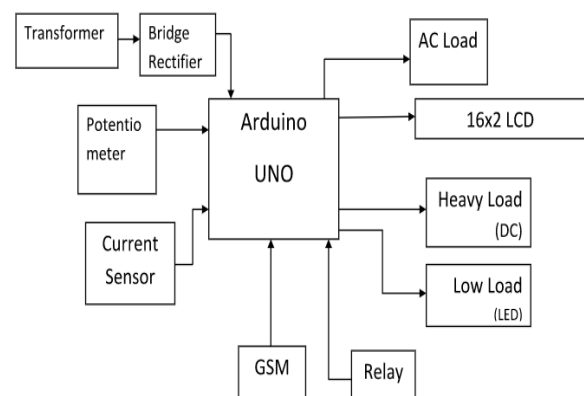 Transformer
Bridge
Rectifier
AC Load
Potentio
meter
Arduino
UNO
16x2 LCD
Current
Sensor
Heavy Load
(DC)
Low Load
(LED)
GSM
Relay